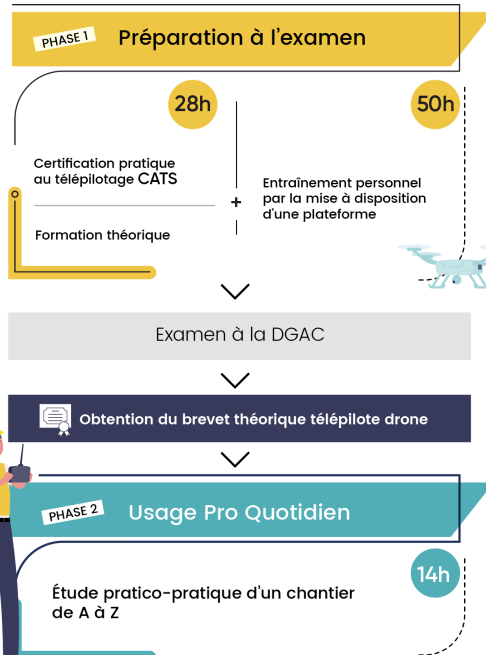 PHASE 1
Préparation à l'examen
28h
50h
Certification pratique
au télépilotage CATS
Formation théorique
+
Entraînement personnel
par la mise à disposition
d'une plateforme
Examen à la DGAC
Obtention du brevet théorique télépilote drone
PHASE 2
Usage Pro Quotidien
14h
Étude pratico-pratique d'un chantier
de A à Z